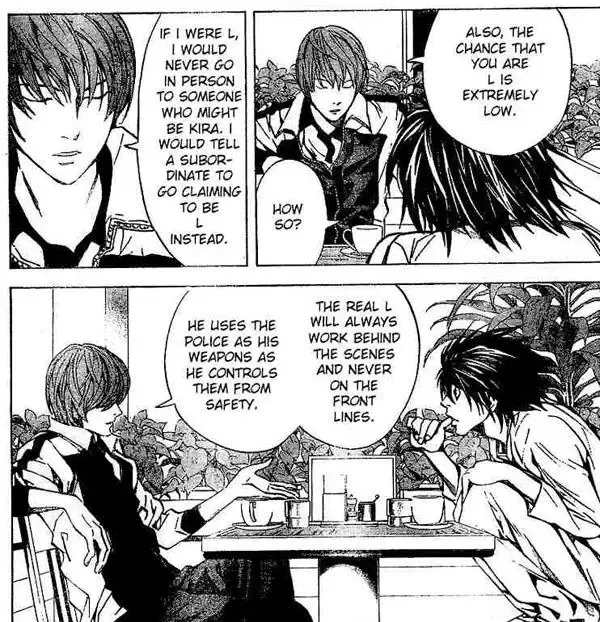 ALSO, THE
CHANCE THAT
YOU ARE
L IS
EXTREMELY
LOW.
HOW
SO?
IF I WERE L,
I WOULD
NEVER GO
IN PERSON
TO SOMEONE
WHO MIGHT
BE KIRA. I
WOULD TELL
A SUBOR-
DINATE TO
GO CLAIMING
TO BE
L
INSTEAD.
THE REAL L
WILL ALWAYS
WORK BEHIND
THE SCENES
AND NEVER
ON THE
FRONT
LINES.
HE USES THE
POLICE AS HIS
WEAPONS AS
HE CONTROLS
THEM FROM
SAFETY.